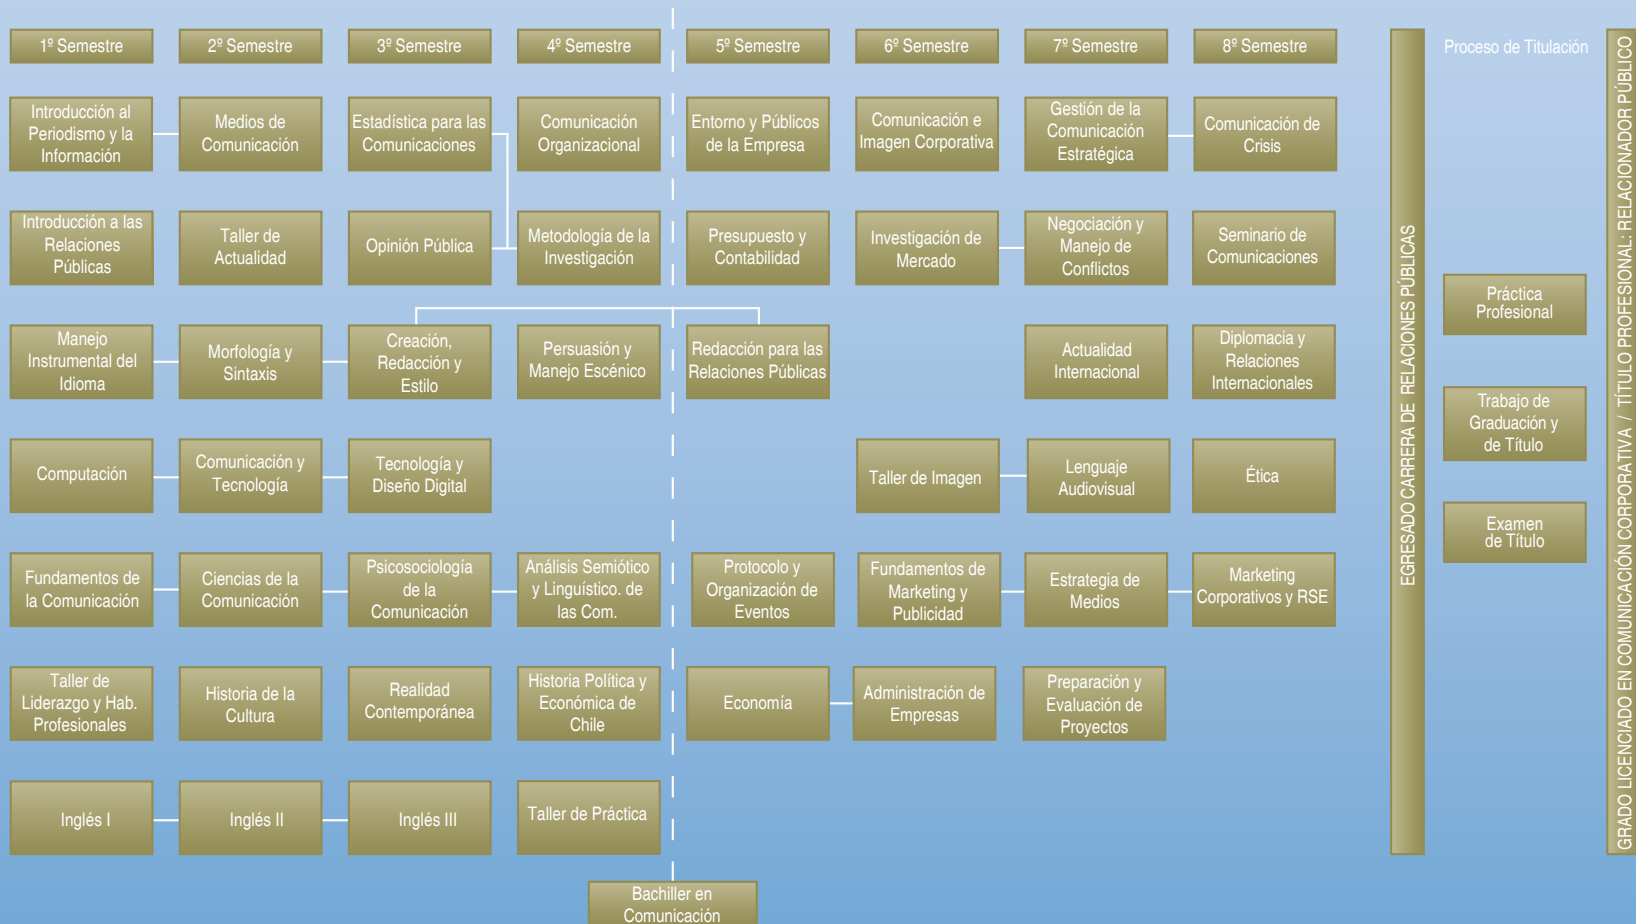 1º Semestre
2º Semestre
3º Semestre
4º Semestre
5º Semestre
6º Semestre
7º Semestre
8º Semestre
Proceso de Titulación
Introducción al
Periodismo y la
Información
Medios de
Comunicación
Estadística para las
Comunicaciones
Comunicación
Organizacional
Entorno y Públicos
de la Empresa
Comunicación e
Imagen Corporativa
Gestión de la
Comunicación
Estratégica
Comunicación de
Crisis
Introducción a las
Relaciones
Públicas
Taller de
Actualidad
Opinión Pública
Metodología de la
Investigación
Presupuesto y
Contabilidad
Investigación de
Mercado
Negociación y
Manejo de
Conflictos
Seminario de
Comunicaciones
Manejo
Instrumental del
Idioma
Morfología y
Sintaxis
Creación,
Redacción y
Estilo
Persuasión y
Manejo Escénico
Redacción para las
Relaciones Públicas
Actualidad
Internacional
Diplomacia y
Relaciones
Internacionales
Computación
Comunicación y
Tecnología
Tecnología y
Diseño Digital
Taller de Imagen
Lenguaje
Audiovisual
Ética
Fundamentos de
la Comunicación
Ciencias de la
Comunicación
Psicosociología
de la
Comunicación
Análisis Semiótico
y Linguístico. de
las Com.
Protocolo y
Organización de
Eventos
Fundamentos de
Marketing y
Publicidad
Estrategia de
Medios
Marketing
Corporativos y RSE
Taller de
Liderazgo y Hab.
Profesionales
Historia de la
Cultura
Realidad
Contemporánea
Historia Política y
Económica de
Chile
Economía
Administración de
Empresas
Preparación y
Evaluación de
Proyectos
Inglés I
Inglés II
Inglés III
Taller de Práctica
Bachiller en
Comunicación
EGRESADO CARRERA DE RELACIONES PÚBLICAS
Práctica
Profesional
Trabajo de
Graduación y
de Título
Examen
de Título
GRADO LICENCIADO EN COMUNICACIÓN CORPORATIVA / TÍTULO PROFESIONAL: RELACIONADOR PÚBLICO